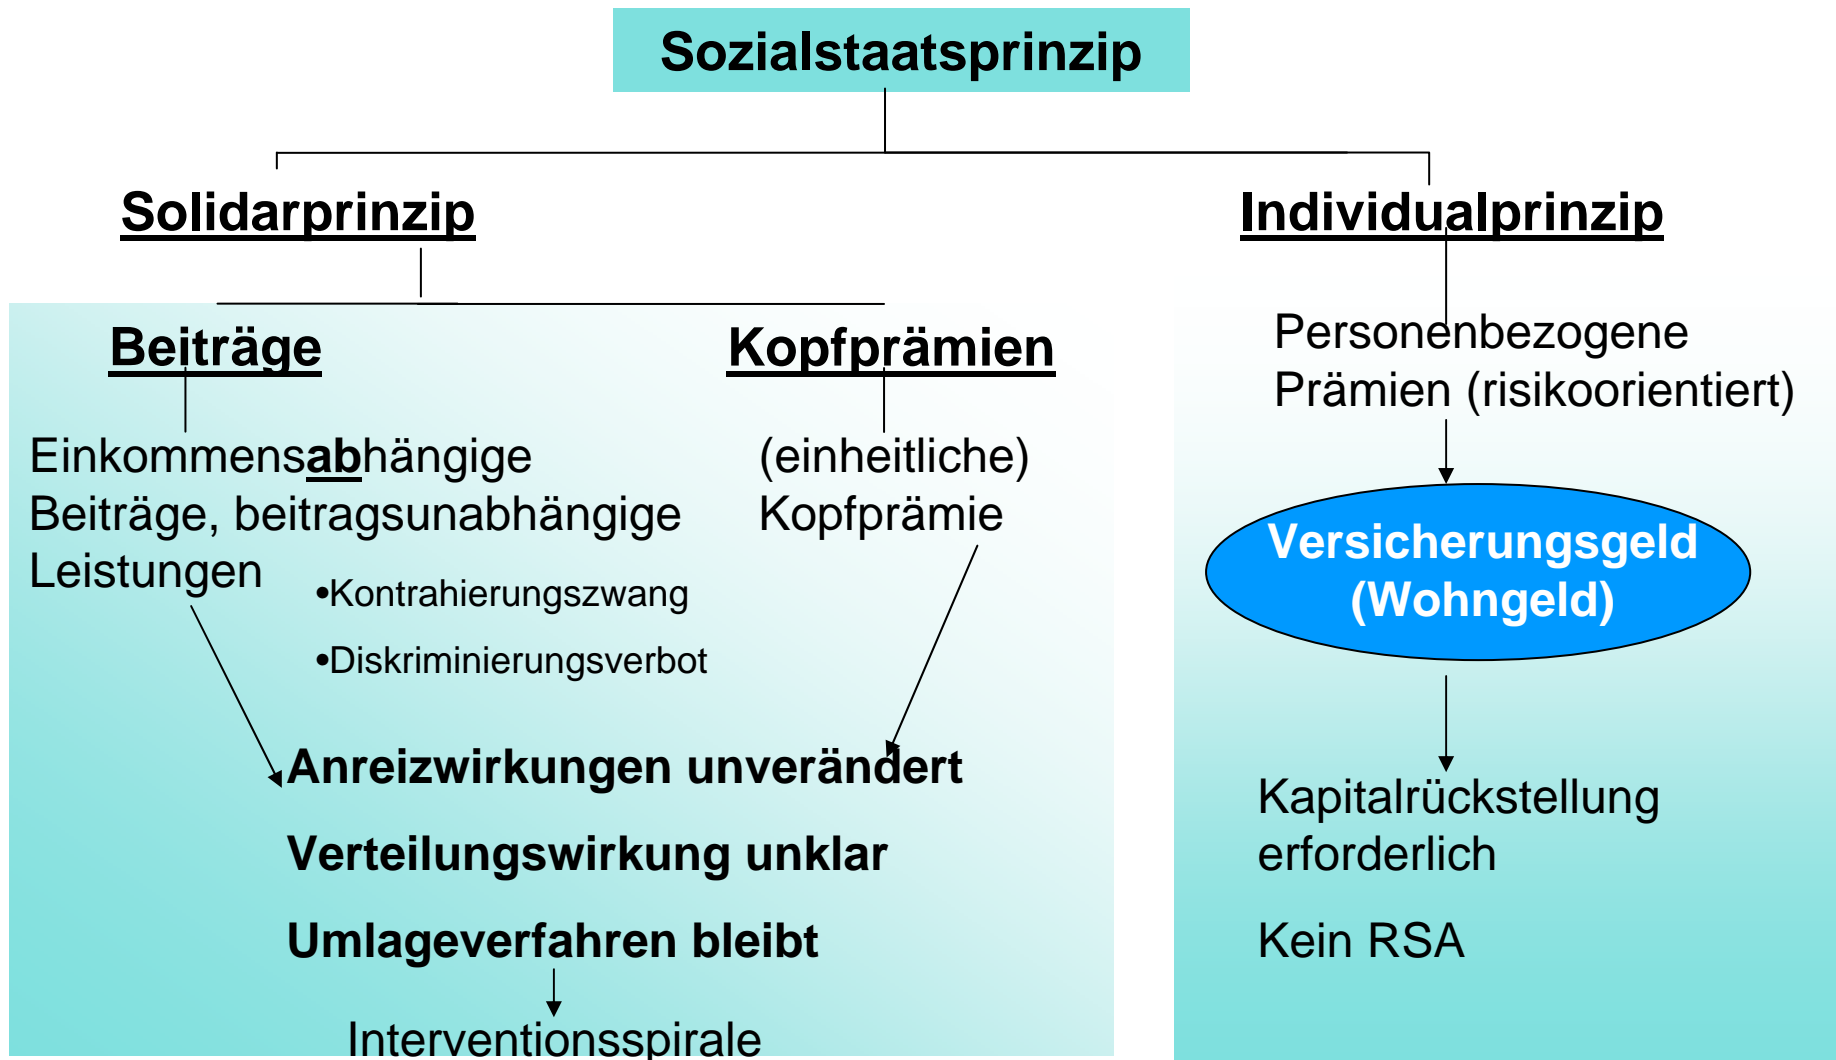 Sozialstaatsprinzip
Solidarprinzip
Individualprinzip
Beiträge
Kopfprämien
Einkommensabhängige
Beiträge, beitragsunabhängige
Leistungen
(einheitliche)
Kopfprämie
•Kontrahierungszwang
•Diskriminierungsverbot
Anreizwirkungen unverändert
Verteilungswirkung unklar
Umlageverfahren bleibt
Interventionsspirale
Personenbezogene
Prämien (risikoorientiert)
Versicherungsgeld
(Wohngeld)
Kapitalrückstellung
erforderlich
Kein RSA